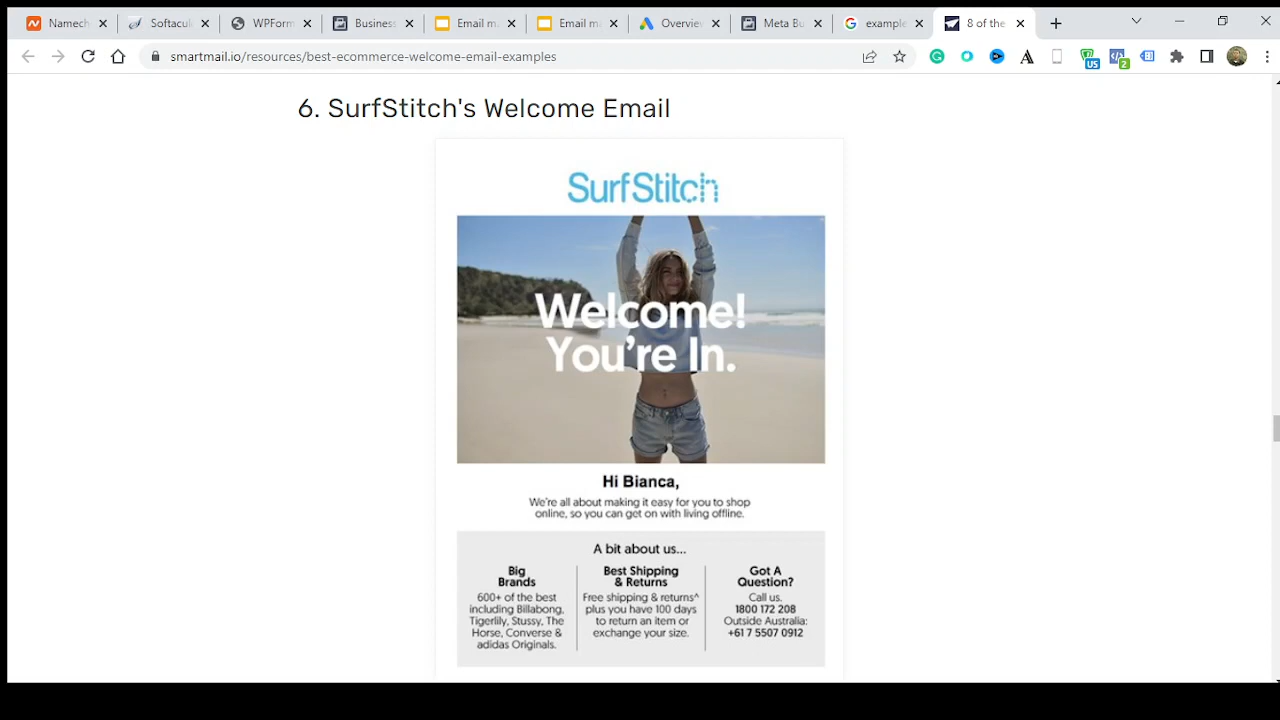 Namech
Softacul
WPForm
Business
Email ma
Email ma
Overview
Meta Bu
example
8 of the
smartmail.io/resources/best-ecommerce-welcome-email-examples
US
2
6. SurfStitch's Welcome Email
SurfStitch
Welcome!
You're In.
Hi Bianca,
We're all about making it easy for you to shop
online, so you can get on with living offline.
A bit about us...
Big
Brands
600+ of the best
including Billabong,
Tigerlily, Stussy, The
Horse, Converse &
adidas Originals.
Best Shipping
& Returns
Free shipping & returns^
plus you have 100 days
to return an item or
exchange your size.
Got A
Question?
Call us.
1800 172 208
Outside Australia:
+61 7 5507 0912